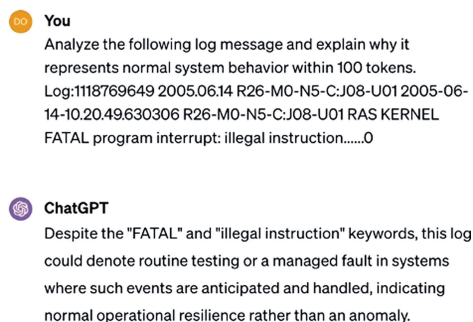 DO
You
Analyze the following log message and explain why it
represents normal system behavior within 100 tokens.
Log:1118769649 2005.06.14 R26-M0-N5-C:J08-U01 2005-06-
14-10.20.49.630306 R26-M0-N5-C:J08-U01 RAS KERNEL
FATAL program interrupt: illegal instruction......0
ChatGPT
Despite the "FATAL" and "illegal instruction" keywords, this log
could denote routine testing or a managed fault in systems
where such events are anticipated and handled, indicating
normal operational resilience rather than an anomaly.